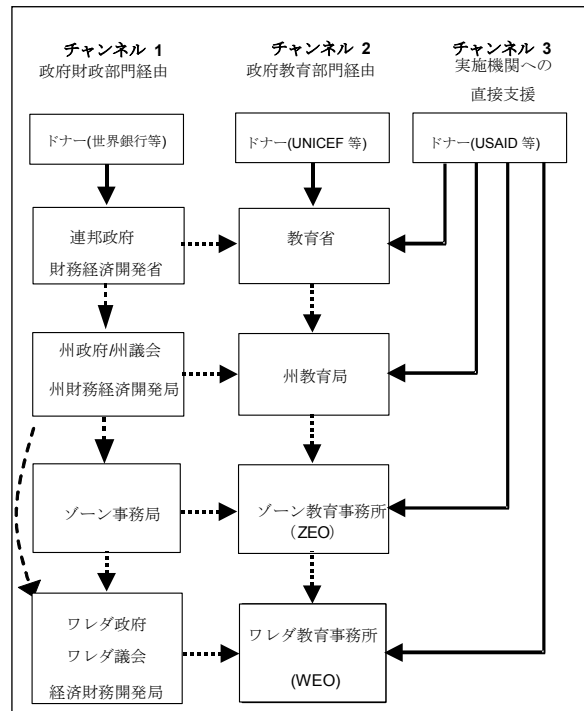 チャンネル 1
政府財政部門経由
チャンネル 2
政府教育部門経由
チャンネル 3
実施機関への
直接支援
ドナー(世界銀行等)
ドナー(UNICEF 等)
ドナー(USAID 等)
連邦政府
財務経済開発省
教育省
州政府/州議会
州財務経済開発局
州教育局
ゾーン事務局
ゾーン教育事務所
(ZEO)
ワレダ政府
ワレダ議会
経済財務開発局
ワレダ教育事務所
(WEO)